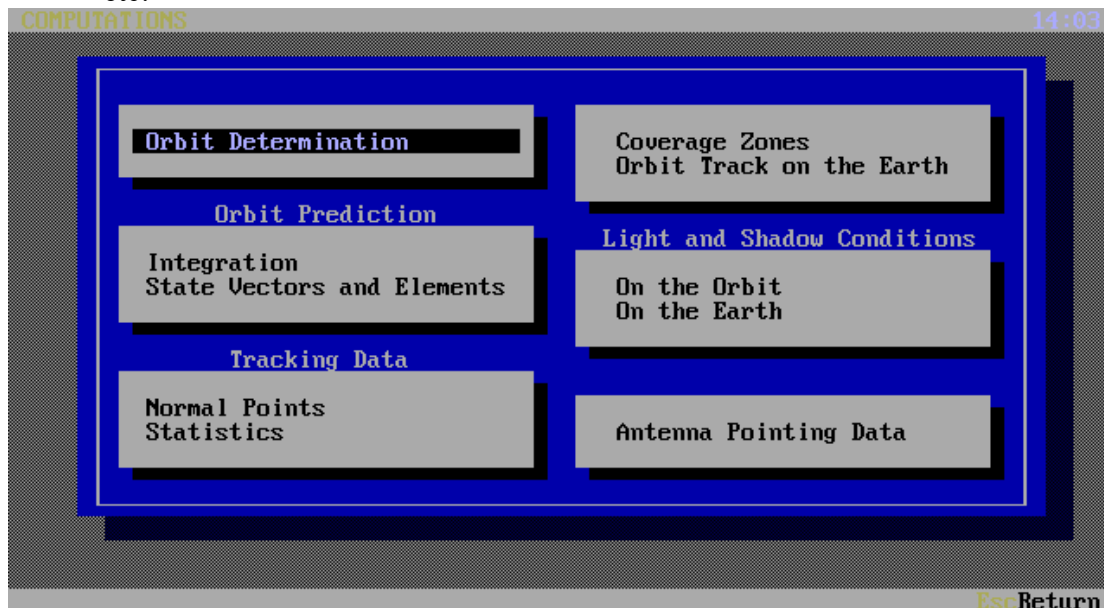 COMPUTATIONS 14:03
Orbit Determination
Orbit Prediction
Integration
State Vectors and Elements
Tracking Data
Normal Points
Statistics
Coverage Zones
Orbit Track on the Earth
Light and Shadow Conditions
On the Orbit
On the Earth
Antenna Pointing Data
EscReturn